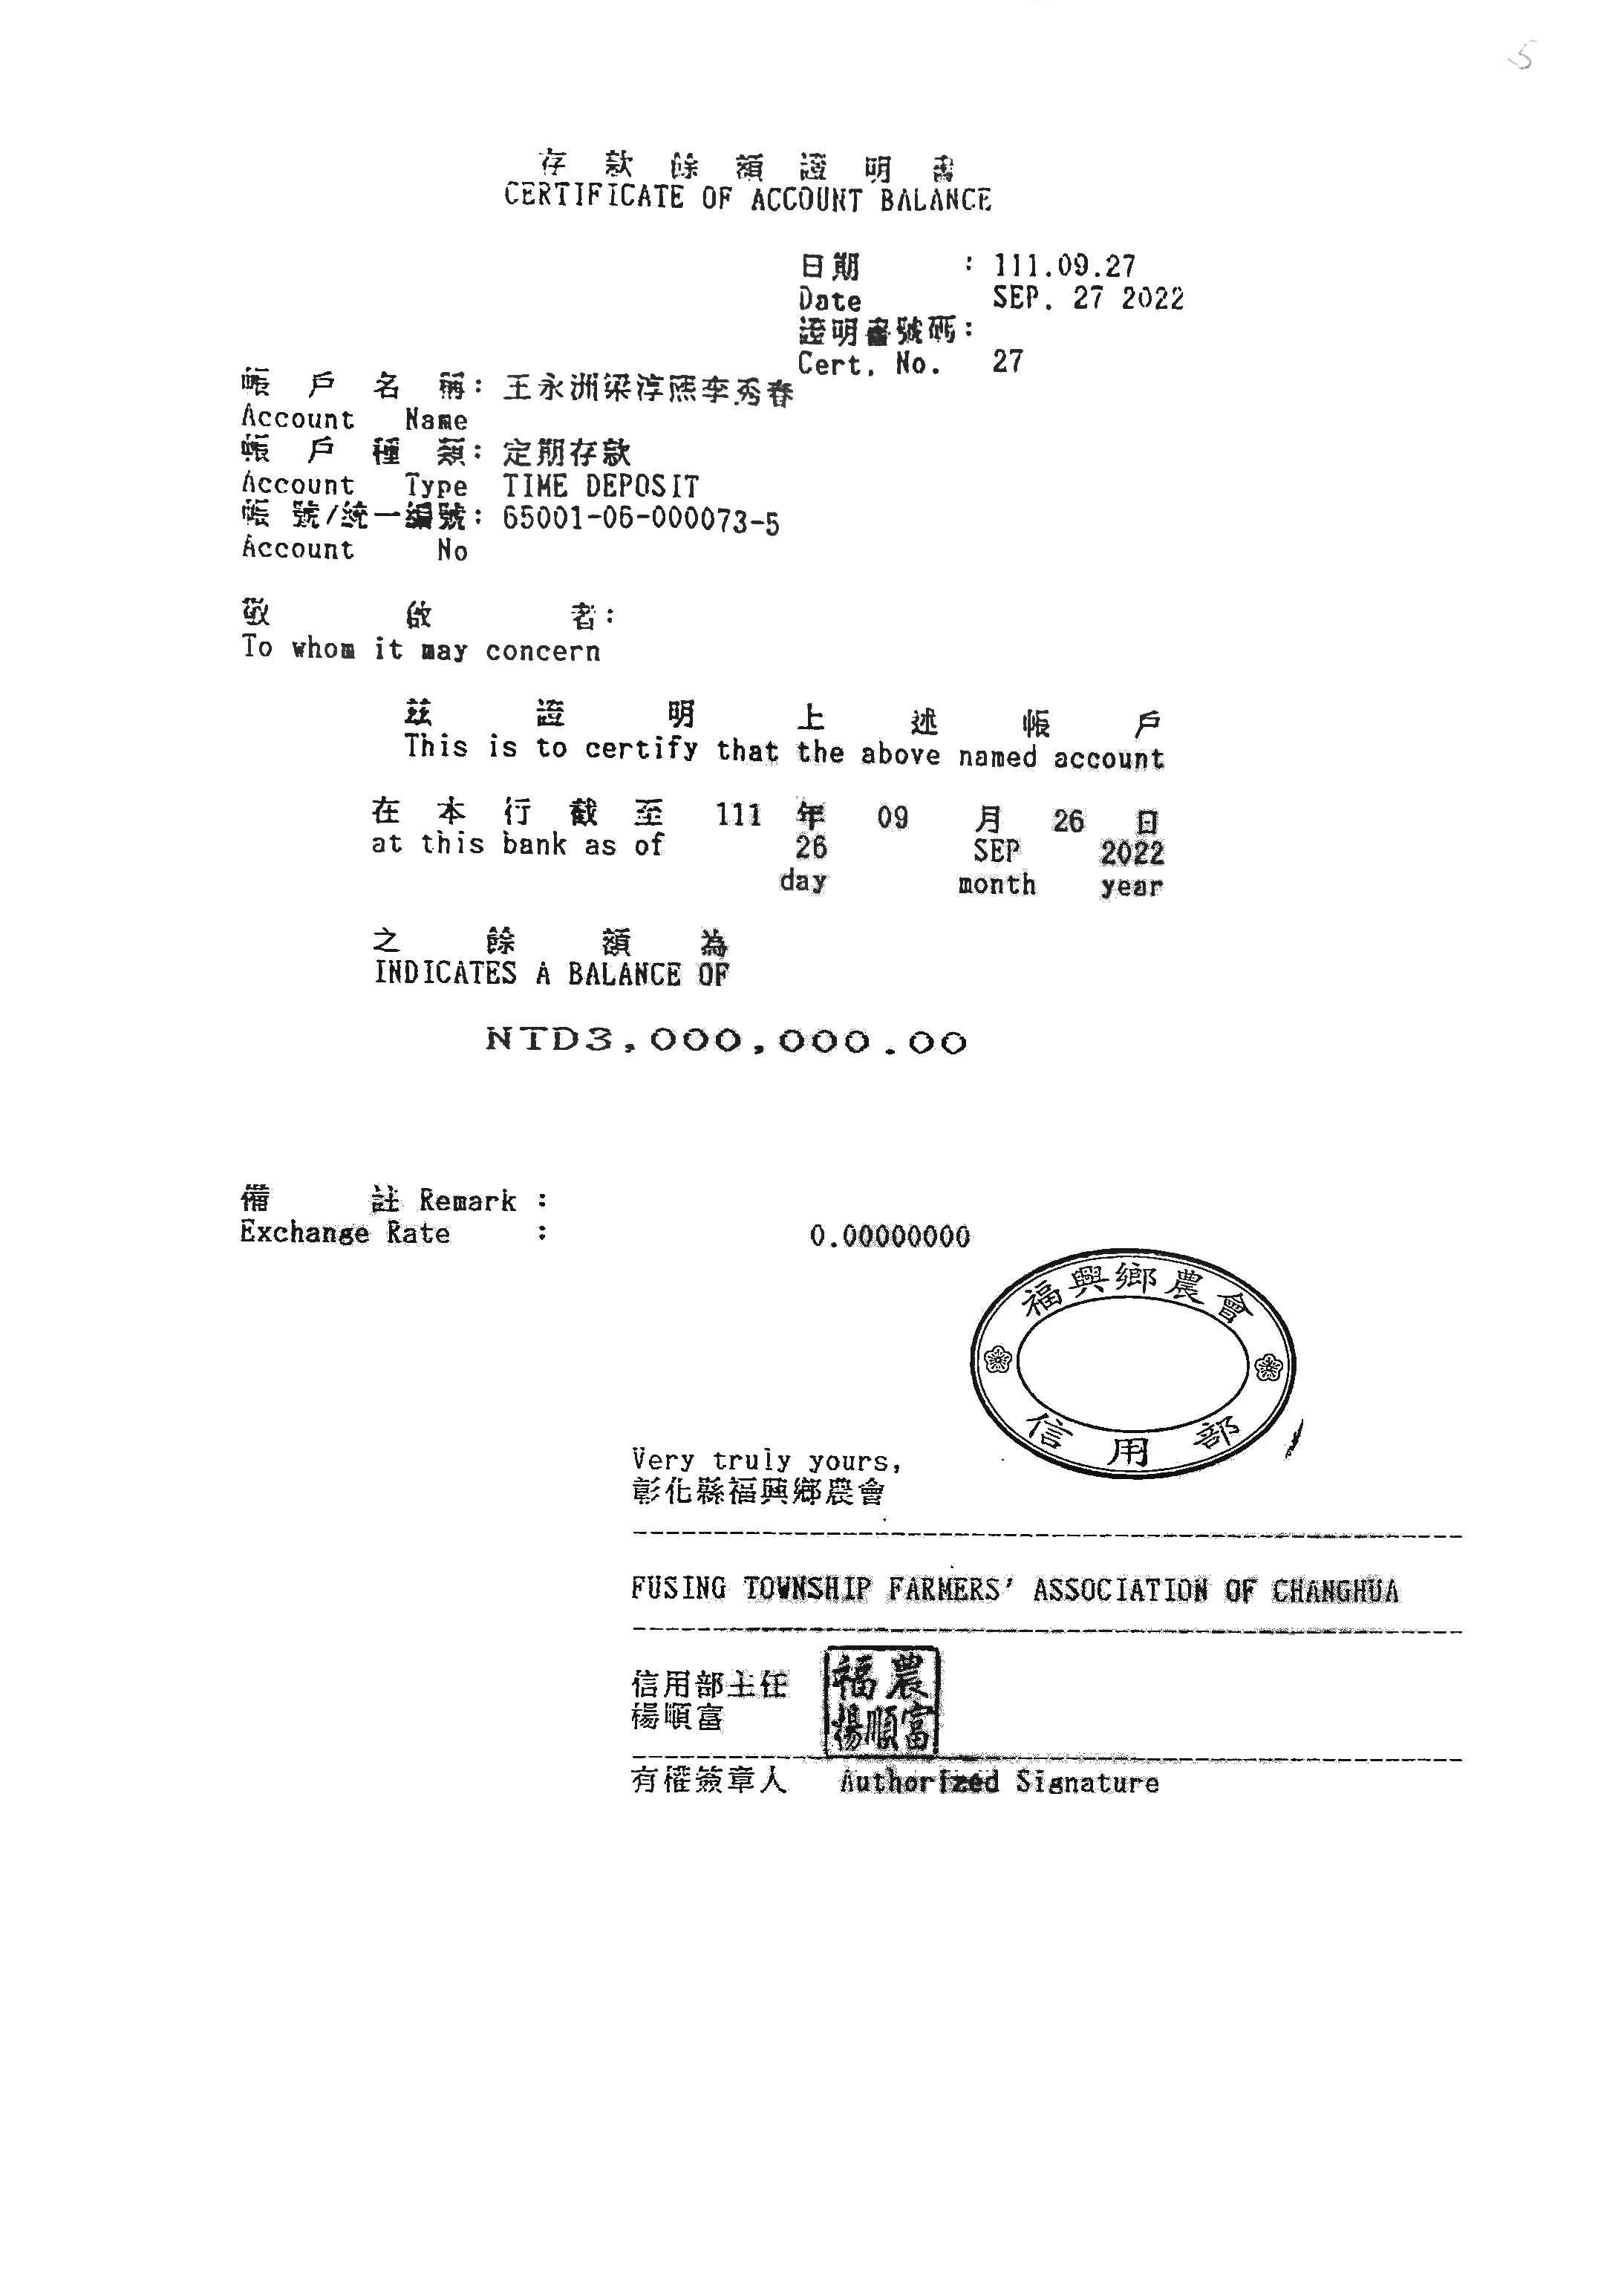 5
存款餘額證明書
CERTIFICATE OF ACCOUNT BALANCE
日期 : 111.09.27
Date SEP. 27 2022
證明書號碼:
Cert. No. 27
帳戶名稱: 王永洲梁淳熙李秀春
Account Name
帳戶種類: 定期存款
Account Type TIME DEPOSIT
帳號/統一編號: 65001-06-000073-5
Account No
敬啟者:
To whom it may concern
茲證明上述帳戶
This is to certify that the above named account
在本行截至 111 年 09 月 26 日
at this bank as of 26 SEP 2022
day month year
之餘額為
INDICATES A BALANCE OF
NTD3,000,000.00
備註 Remark :
Exchange Rate : 0.00000000
福興鄉農會
信用部
Very truly yours,
彰化縣福興鄉農會
FUSING TOWNSHIP FARMERS' ASSOCIATION OF CHANGHUA
信用部主任
楊順富
福農
楊順富
有權簽章人 Authorized Signature